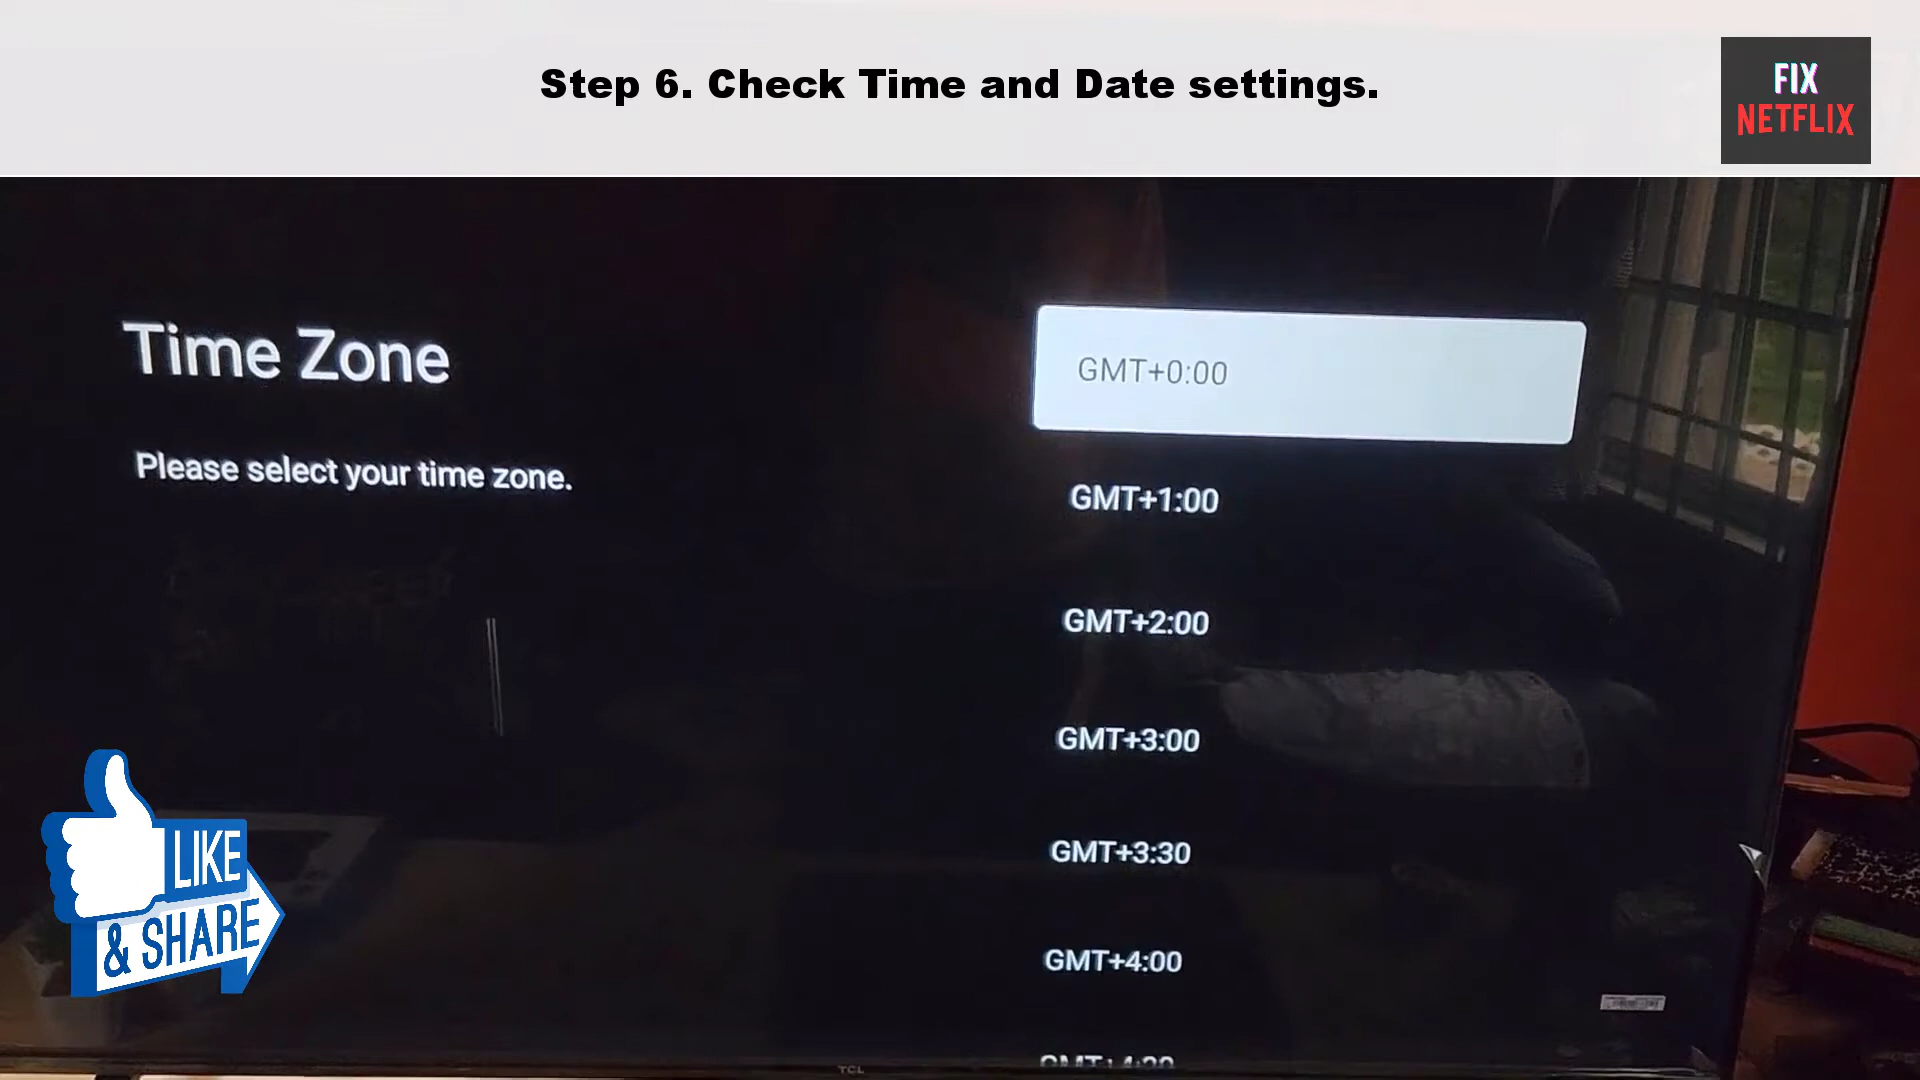 Step 6. Check Time and Date settings.
FIX
NETFLIX
Time Zone
Please select your time zone.
GMT+0:00
GMT+1:00
GMT+2:00
GMT+3:00
GMT+3:30
GMT+4:00
LIKE
& SHARE
TCL